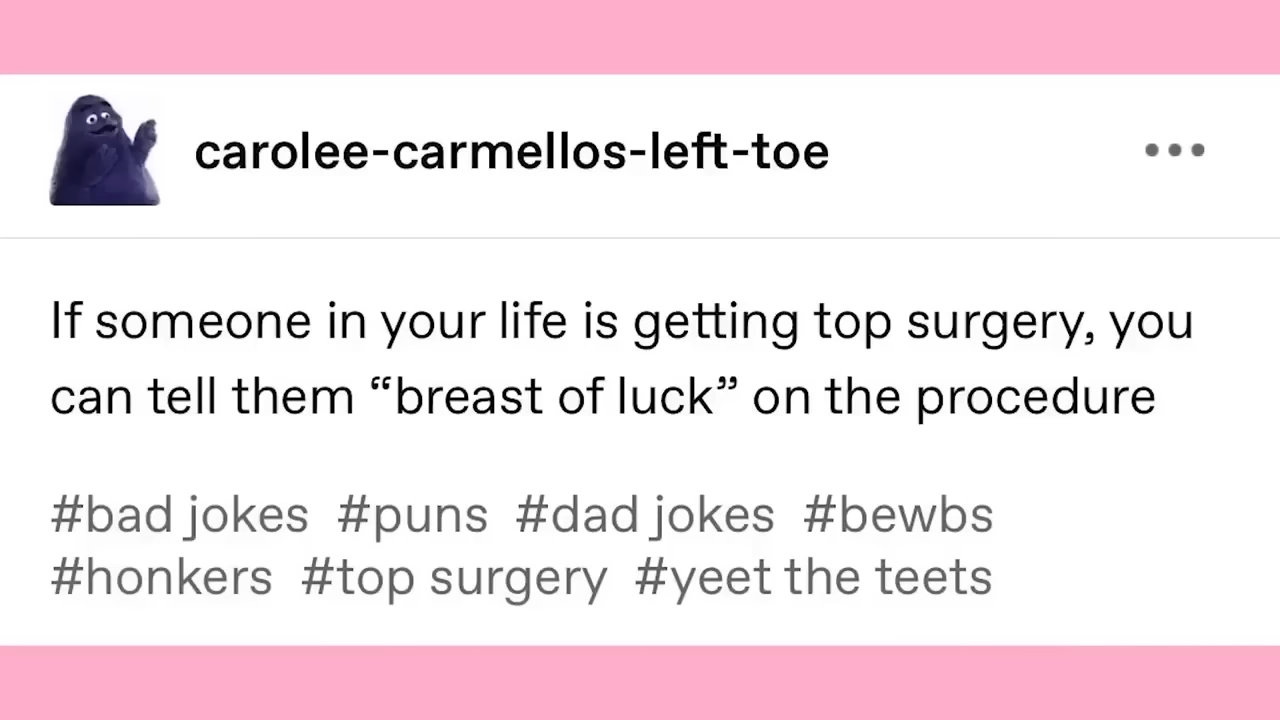 carolee-carmellos-left-toe
If someone in your life is getting top surgery, you
can tell them “breast of luck” on the procedure
#bad jokes #puns #dad jokes #bewbs
#honkers #top surgery #yeet the teets